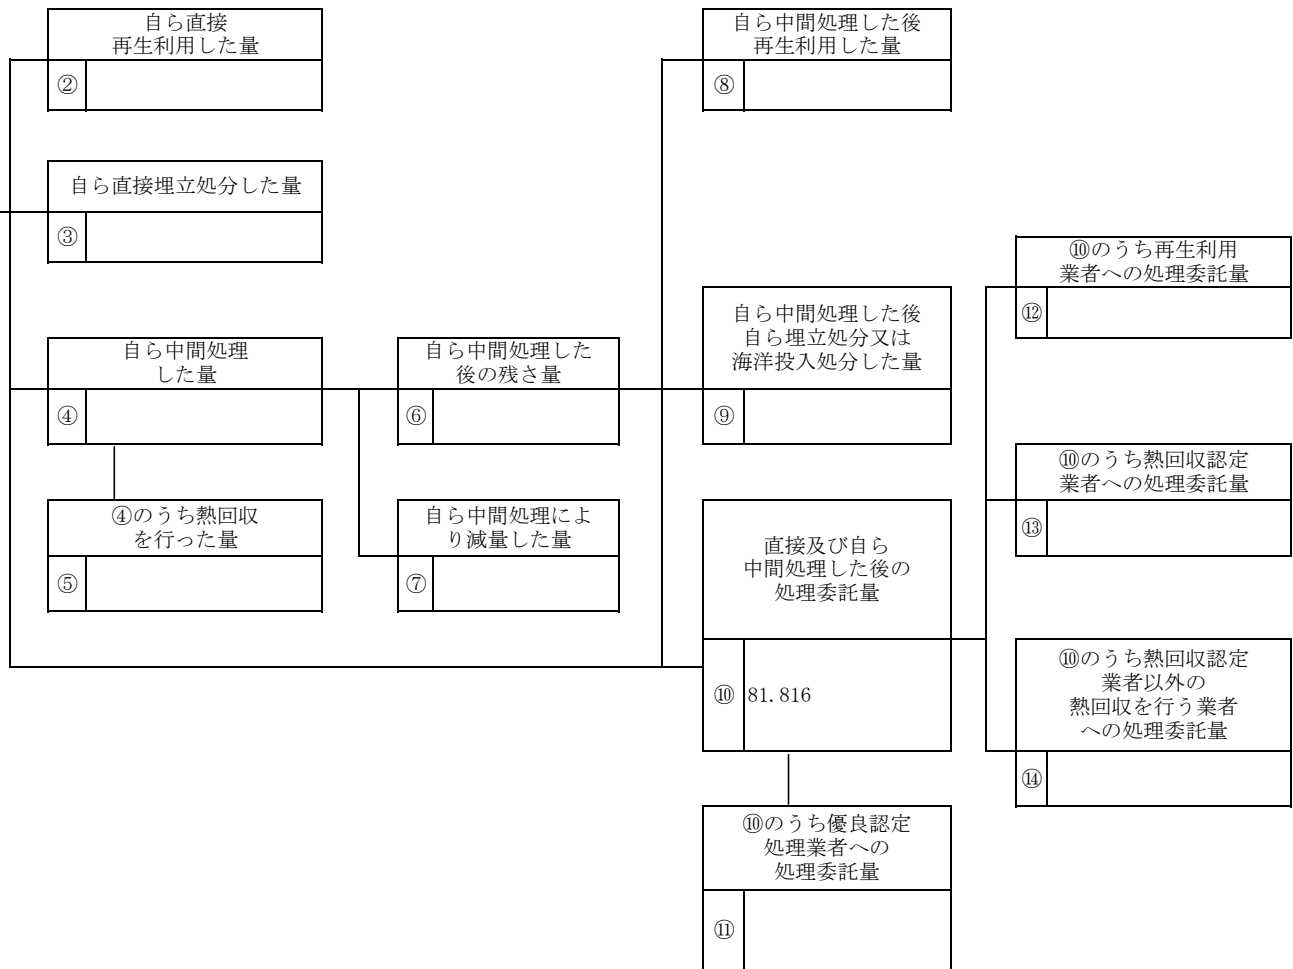 自ら直接
再生利用した量
②
自ら直接埋立処分した量
③
自ら中間処理
した量
④
④のうち熱回収
を行った量
⑤
自ら中間処理した
後の残さ量
⑥
自ら中間処理によ
り減量した量
⑦
自ら中間処理した後
再生利用した量
⑧
自ら中間処理した後
自ら埋立処分又は
海洋投入処分した量
⑨
直接及び自ら
中間処理した後の
処理委託量
⑩ 81.816
⑩のうち優良認定
処理業者への
処理委託量
⑪
⑩のうち再生利用
業者への処理委託量
⑫
⑩のうち熱回収認定
業者への処理委託量
⑬
⑩のうち熱回収認定
業者以外の
熱回収を行う業者
への処理委託量
⑭